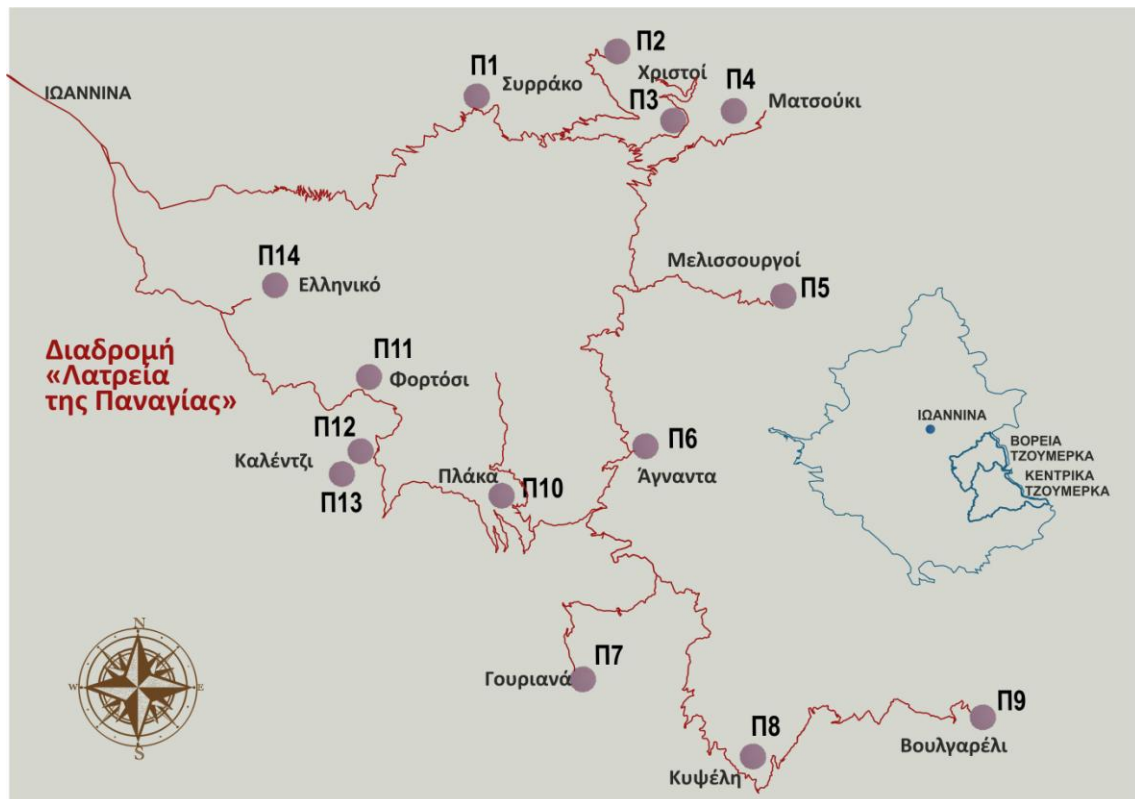 Π2
Π1
Χριστοί
ΙΩΑΝΝΙΝΑ
Συρράκο
Π4
Π3
Ματσούκι
Π14
Ελληνικό
Μελισσουργοί
Π5
Διαδρομή
«Λατρεία
της Παναγίας»
Π11
Φορτόσι
Π12
Καλέντζι
Π13
Πλάκα
Π10
Π6
Άγναντα
ΙΩΑΝΝΙΝΑ
ΒΟΡΕΙΑ
ΤΖΟΥΜΕΡΚΑ
ΚΕΝΤΡΙΚΑ
ΤΖΟΥΜΕΡΚΑ
N
W
E
S
Γουριανά
Π7
Π8
Κυψέλη
Π9
Βουλγαρέλι